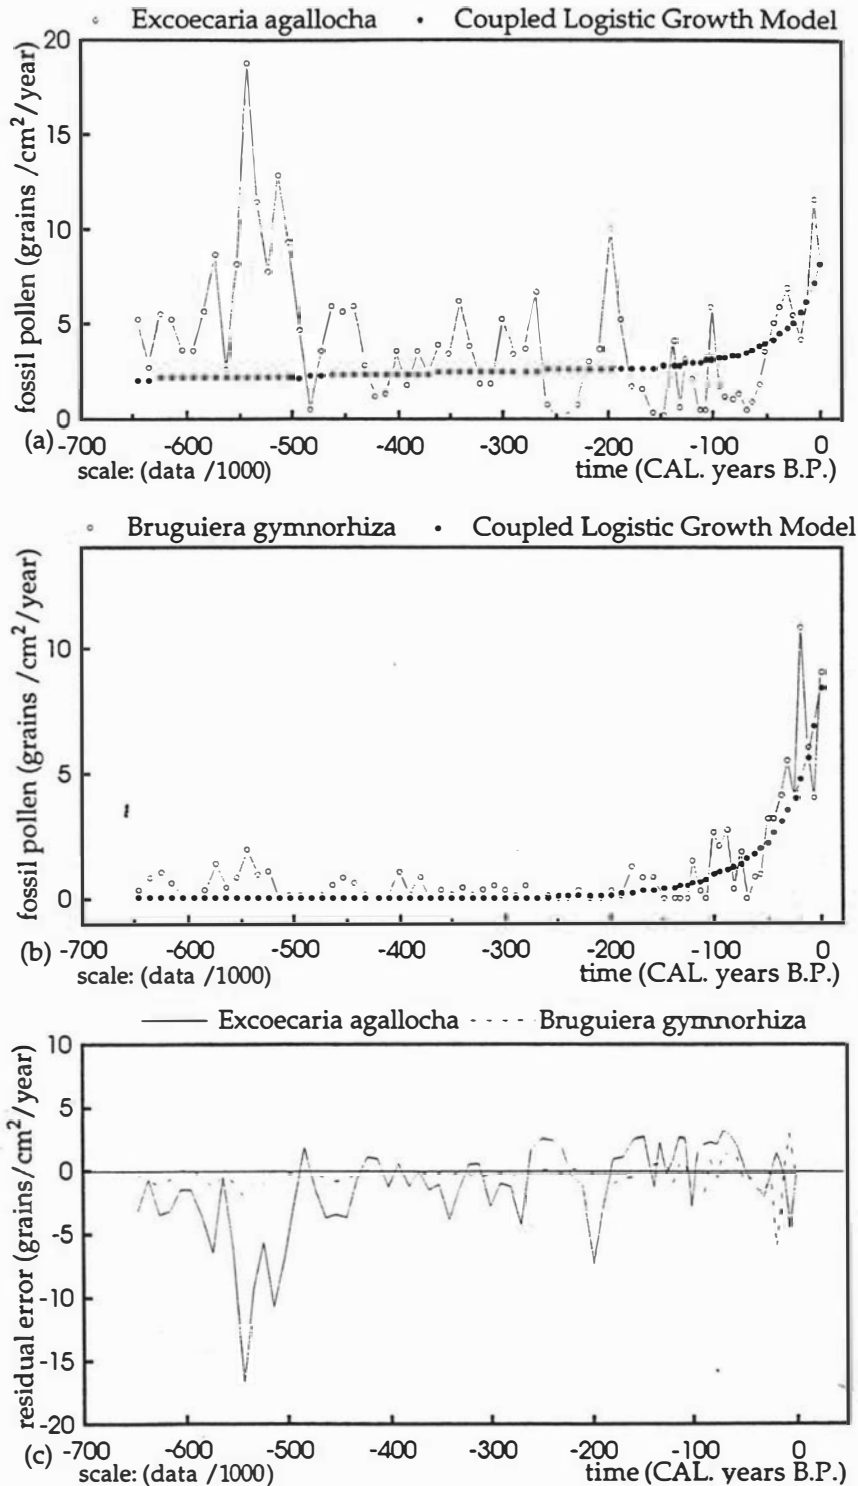 Excoecaria agallocha • Coupled Logistic Growth Model
fossil pollen (grains /cm²/year)
20
15
10
5
0
-700 -600 -500 -400 -300 -200 -100 0
(a)
scale: (data /1000)
time (CAL. years B.P.)
Bruguiera gymnorhiza • Coupled Logistic Growth Model
fossil pollen (grains /cm²/year)
10
5
0
-700 -600 -500 -400 -300 -200 -100 0
(b)
scale: (data /1000)
time (CAL. years B.P.)
Excoecaria agallocha - - - - Bruguiera gymnorhiza
residual error (grains/cm²/year)
10
5
0
-5
-10
-15
-20
-700 -600 -500 -400 -300 -200 -100 0
(c)
scale: (data /1000)
time (CAL. years B.P.)